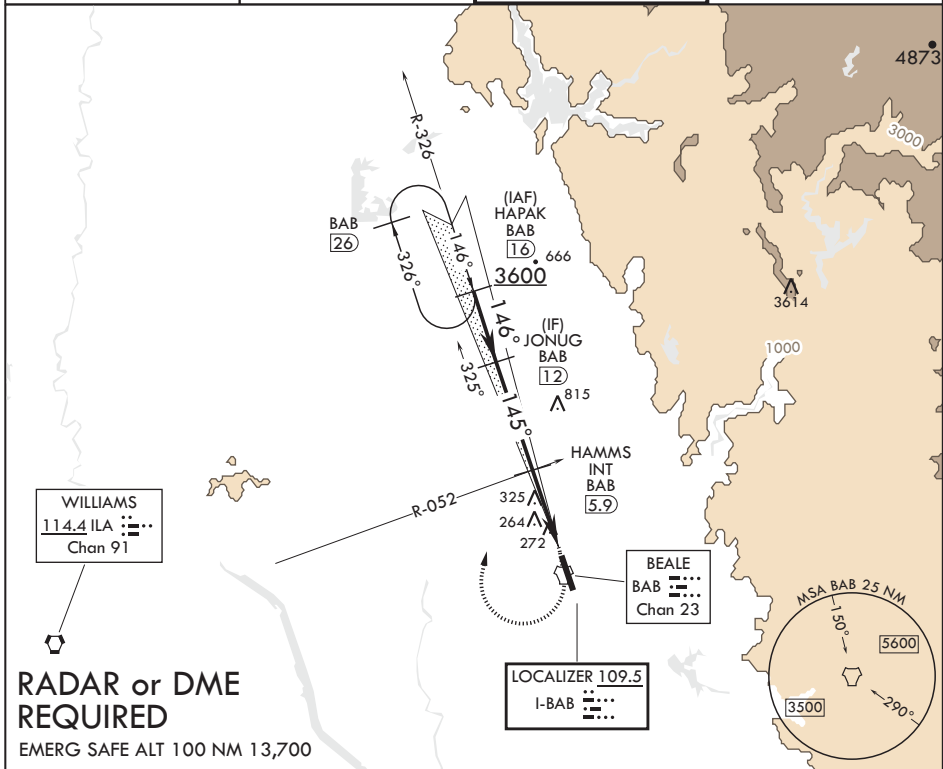 4873
3000
R-326
(IAF)
HAPAK
BAB
16
666
3600
BAB
26
146°
326°
146°
3614
(IF)
JONUG
BAB
12
1000
325°
815
145°
HAMMS
INT
BAB
5.9
R-052
325
264
272
WILLIAMS
114.4 ILA
Chan 91
BEALE
BAB
Chan 23
MSA BAB 25 NM
150°
5600
3500
290°
LOCALIZER 109.5
I-BAB
RADAR or DME
REQUIRED
EMERG SAFE ALT 100 NM 13,700